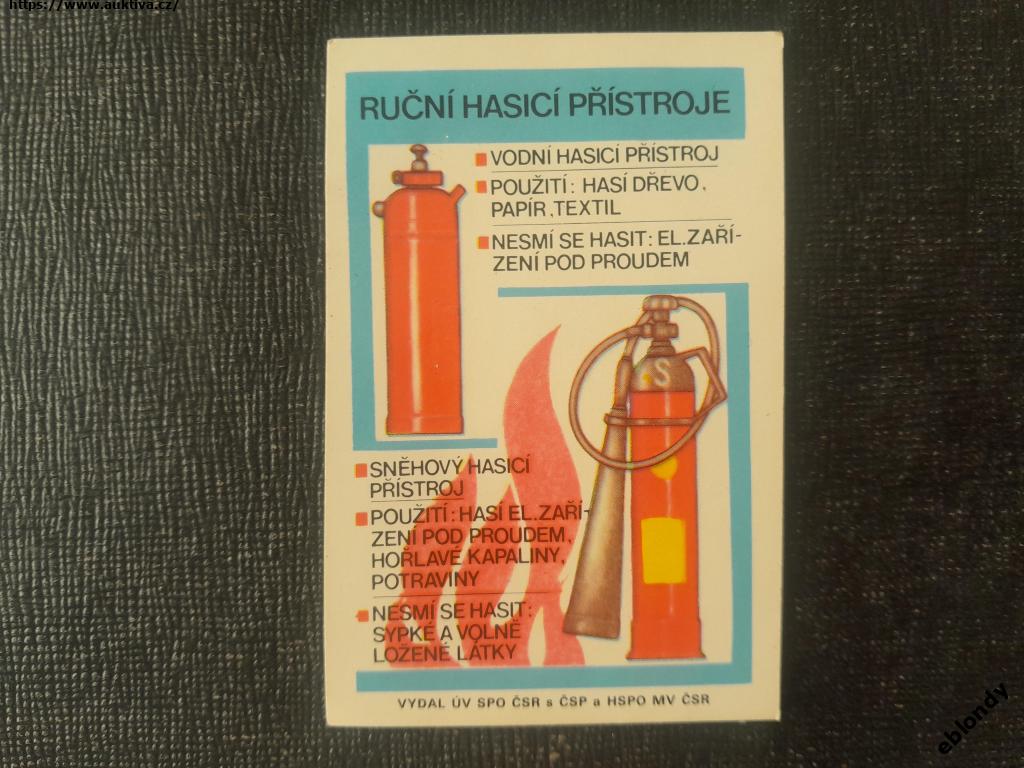 https://www.auktiva.cz/
RUČNÍ HASICÍ PŘÍSTROJE
VODNÍ HASICÍ PŘÍSTROJ
POUŽITÍ: HASÍ DŘEVO,
PAPÍR,TEXTIL
NESMÍ SE HASIT: EL.ZAŘÍ-
ZENÍ POD PROUDEM
S
SNĚHOVÝ HASICÍ
PŘÍSTROJ
POUŽITÍ: HASÍ EL.ZAŘÍ-
ZENÍ POD PROUDEM,
HOŘLAVÉ KAPALINY,
POTRAVINY
NESMÍ SE HASIT:
SYPKÉ A VOLNĚ
LOŽENÉ LÁTKY
VYDAL ÚV SPO ČSR s ČSP a HSPO MV ČSR
eblondy